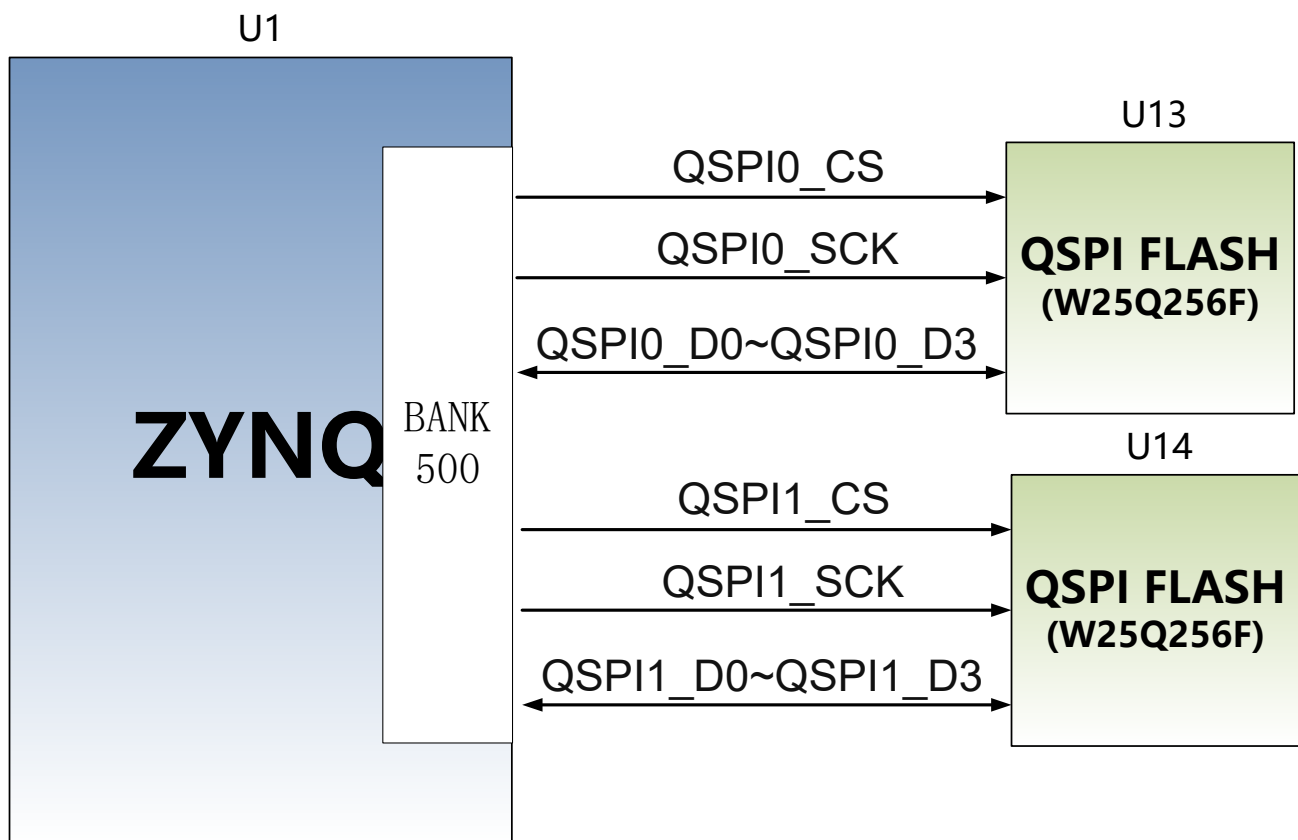 U1
ZYNQ
BANK
500
QSPI0_CS
QSPI0_SCK
QSPI0_D0~QSPI0_D3
U13
QSPI FLASH
(W25Q256F)
QSPI1_CS
QSPI1_SCK
QSPI1_D0~QSPI1_D3
U14
QSPI FLASH
(W25Q256F)